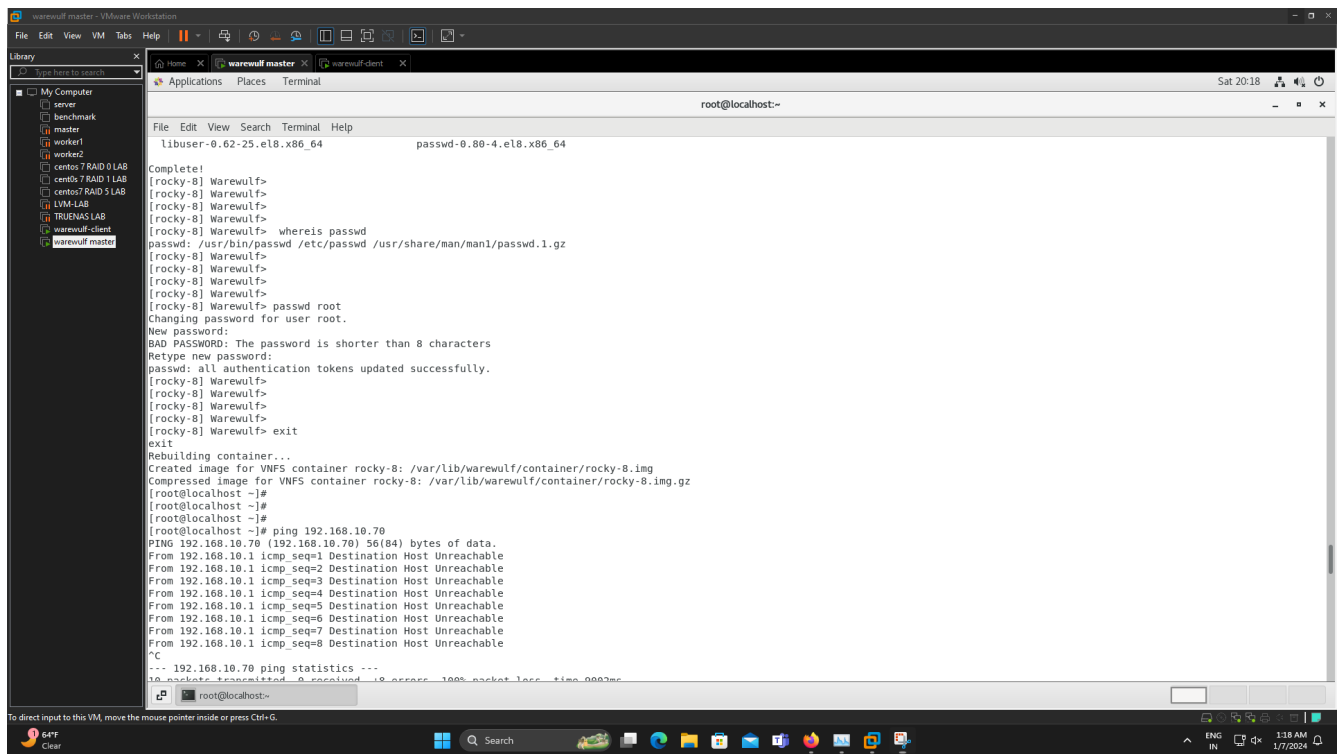 warewulf master - VMware Workstation
File Edit View VM Tabs Help
Library
Type here to search
My Computer
server
benchmark
master
worker1
worker2
centos 7 RAID 0 LAB
cent0s 7 RAID 1 LAB
centos7 RAID 5 LAB
LVM-LAB
TRUENAS LAB
warewulf-client
warewulf master
Home warewulf master warewulf-client
Applications Places Terminal Sat 20:18
root@localhost:~
File Edit View Search Terminal Help
libuser-0.62-25.el8.x86_64 passwd-0.80-4.el8.x86_64
Complete!
[rocky-8] Warewulf>
[rocky-8] Warewulf>
[rocky-8] Warewulf>
[rocky-8] Warewulf>
[rocky-8] Warewulf> whereis passwd
passwd: /usr/bin/passwd /etc/passwd /usr/share/man/man1/passwd.1.gz
[rocky-8] Warewulf>
[rocky-8] Warewulf>
[rocky-8] Warewulf>
[rocky-8] Warewulf>
[rocky-8] Warewulf> passwd root
Changing password for user root.
New password:
BAD PASSWORD: The password is shorter than 8 characters
Retype new password:
passwd: all authentication tokens updated successfully.
[rocky-8] Warewulf>
[rocky-8] Warewulf>
[rocky-8] Warewulf>
[rocky-8] Warewulf>
[rocky-8] Warewulf> exit
exit
Rebuilding container...
Created image for VNFS container rocky-8: /var/lib/warewulf/container/rocky-8.img
Compressed image for VNFS container rocky-8: /var/lib/warewulf/container/rocky-8.img.gz
[root@localhost ~]#
[root@localhost ~]#
[root@localhost ~]#
[root@localhost ~]# ping 192.168.10.70
PING 192.168.10.70 (192.168.10.70) 56(84) bytes of data.
From 192.168.10.1 icmp_seq=1 Destination Host Unreachable
From 192.168.10.1 icmp_seq=2 Destination Host Unreachable
From 192.168.10.1 icmp_seq=3 Destination Host Unreachable
From 192.168.10.1 icmp_seq=4 Destination Host Unreachable
From 192.168.10.1 icmp_seq=5 Destination Host Unreachable
From 192.168.10.1 icmp_seq=6 Destination Host Unreachable
From 192.168.10.1 icmp_seq=7 Destination Host Unreachable
From 192.168.10.1 icmp_seq=8 Destination Host Unreachable
^C
--- 192.168.10.70 ping statistics ---
10 packets transmitted, 0 received, +8 errors, 100% packet loss, time 9002ms
root@localhost:~
To direct input to this VM, move the mouse pointer inside or press Ctrl+G.
1
64°F
Clear
Search
ENG
IN
1:18 AM
1/7/2024